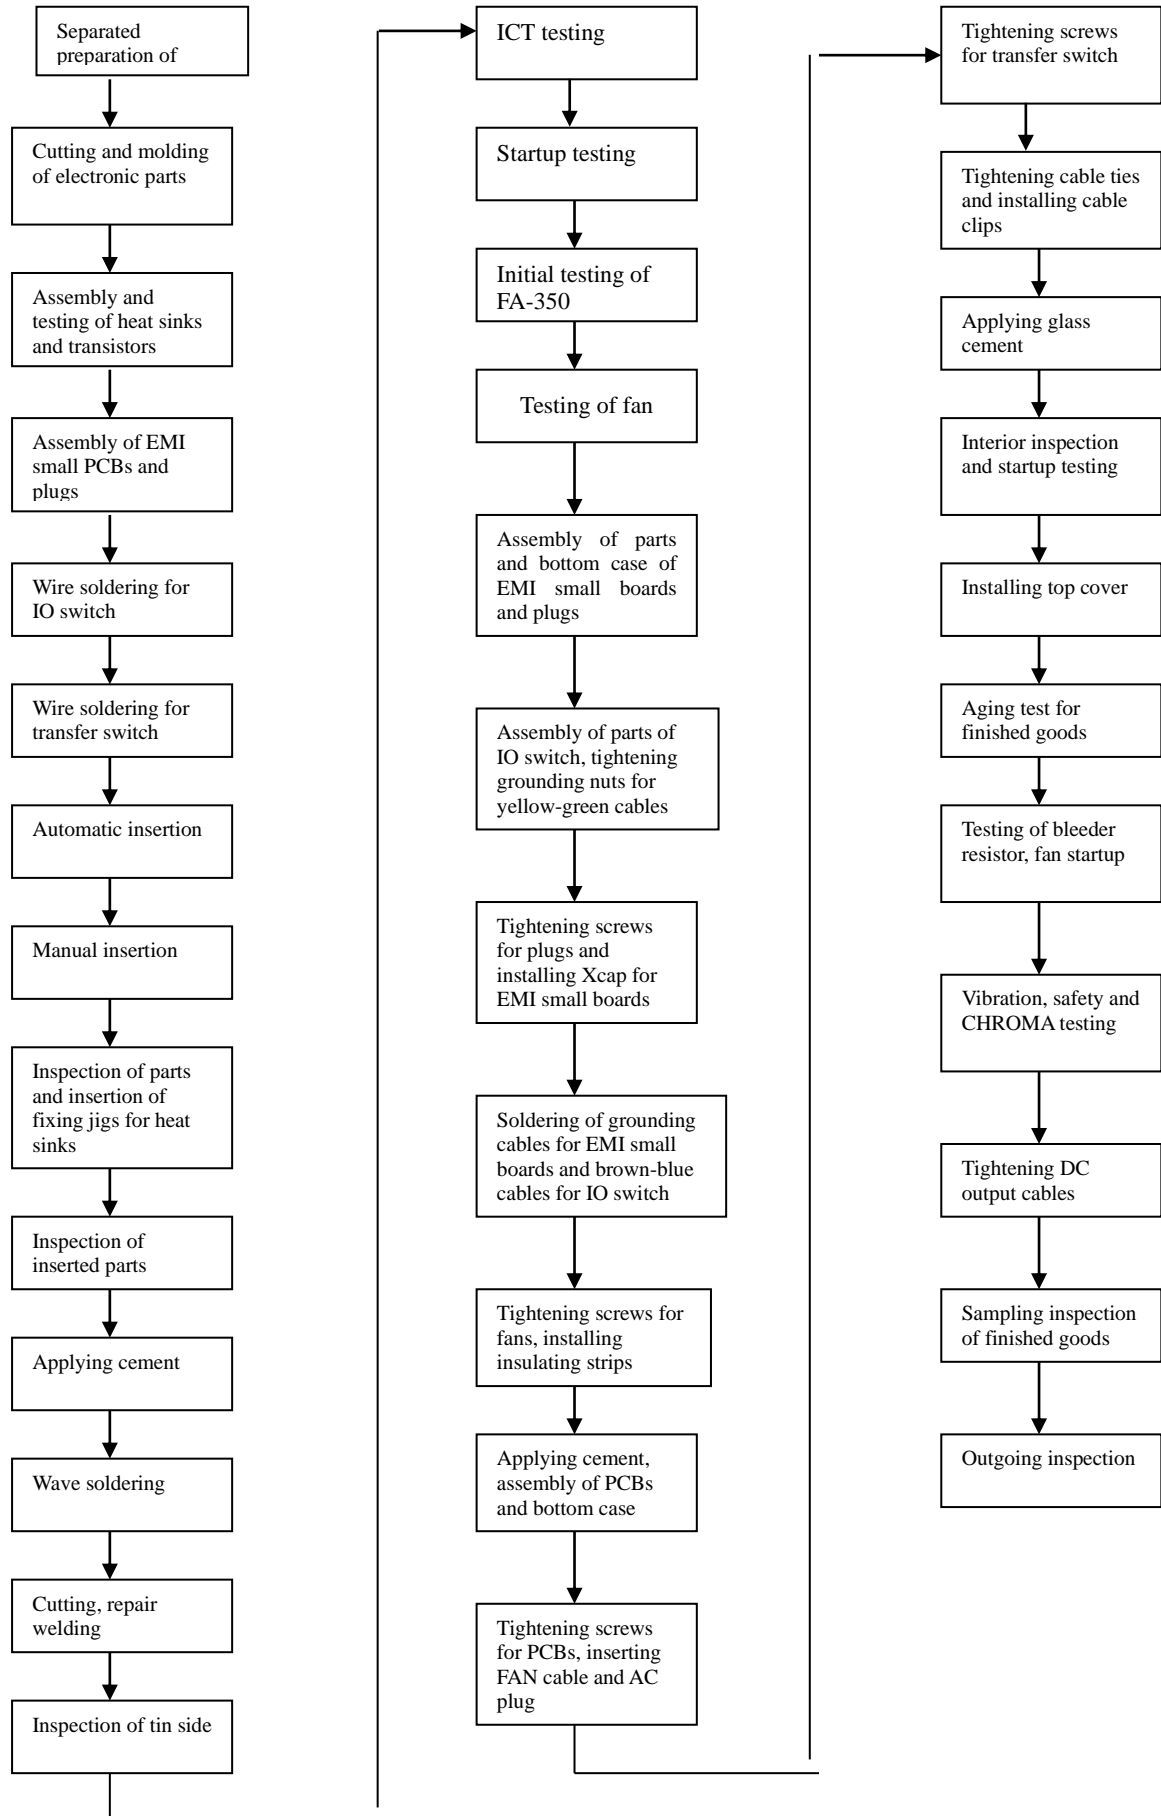 Separated
preparation of
Cutting and molding
of electronic parts
Assembly and
testing of heat sinks
and transistors
Assembly of EMI
small PCBs and
plugs
Wire soldering for
IO switch
Wire soldering for
transfer switch
Automatic insertion
Manual insertion
Inspection of parts
and insertion of
fixing jigs for heat
sinks
Inspection of
inserted parts
Applying cement
Wave soldering
Cutting, repair
welding
Inspection of tin side
ICT testing
Startup testing
Initial testing of
FA-350
Testing of fan
Assembly of parts
and bottom case of
EMI small boards
and plugs
Assembly of parts of
IO switch, tightening
grounding nuts for
yellow-green cables
Tightening screws
for plugs and
installing Xcap for
EMI small boards
Soldering of grounding
cables for EMI small
boards and brown-blue
cables for IO switch
Tightening screws for
fans, installing
insulating strips
Applying cement,
assembly of PCBs
and bottom case
Tightening screws
for PCBs, inserting
FAN cable and AC
plug
Tightening screws
for transfer switch
Tightening cable ties
and installing cable
clips
Applying glass
cement
Interior inspection
and startup testing
Installing top cover
Aging test for
finished goods
Testing of bleeder
resistor, fan startup
Vibration, safety and
CHROMA testing
Tightening DC
output cables
Sampling inspection
of finished goods
Outgoing inspection